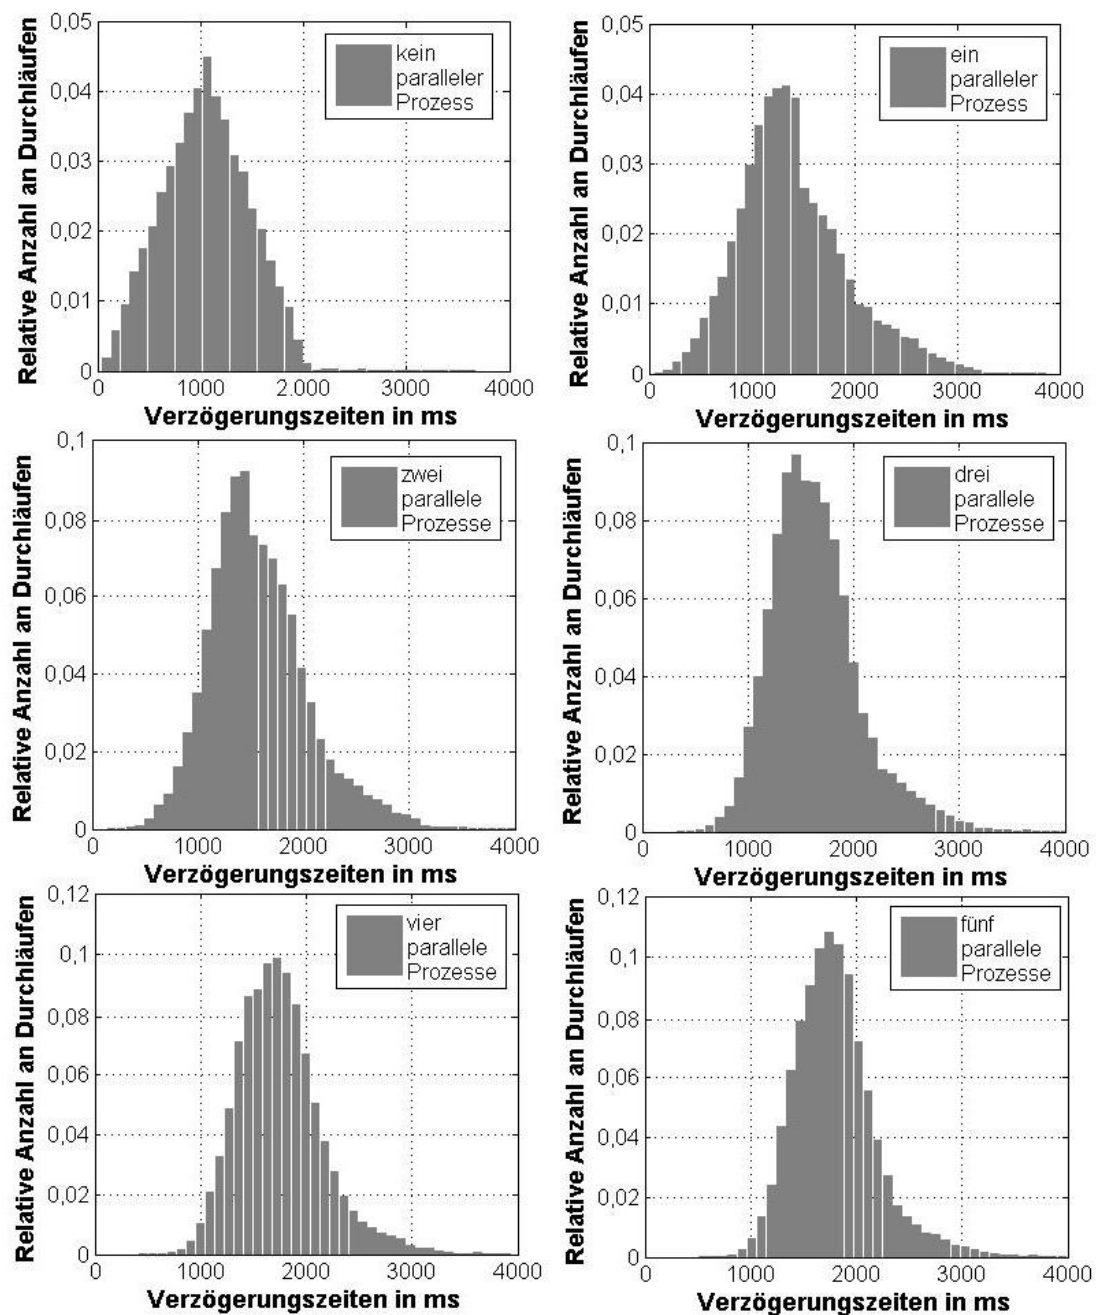 Relative Anzahl an Durchläufen
0,05
0,04
0,03
0,02
0,01
0
kein
paralleler
Prozess
0 1000 2000 3000 4000
Verzögerungszeiten in ms
Relative Anzahl an Durchläufen
0,05
0,04
0,03
0,02
0,01
0
ein
paralleler
Prozess
0 1000 2000 3000 4000
Verzögerungszeiten in ms
Relative Anzahl an Durchläufen
0,1
0,08
0,06
0,04
0,02
0
zwei
parallele
Prozesse
0 1000 2000 3000 4000
Verzögerungszeiten in ms
Relative Anzahl an Durchläufen
0,1
0,08
0,06
0,04
0,02
0
drei
parallele
Prozesse
0 1000 2000 3000 4000
Verzögerungszeiten in ms
Relative Anzahl an Durchläufen
0,12
0,1
0,08
0,06
0,04
0,02
0
vier
parallele
Prozesse
0 1000 2000 3000 4000
Verzögerungszeiten in ms
Relative Anzahl an Durchläufen
0,12
0,1
0,08
0,06
0,04
0,02
0
fünf
parallele
Prozesse
0 1000 2000 3000 4000
Verzögerungszeiten in ms